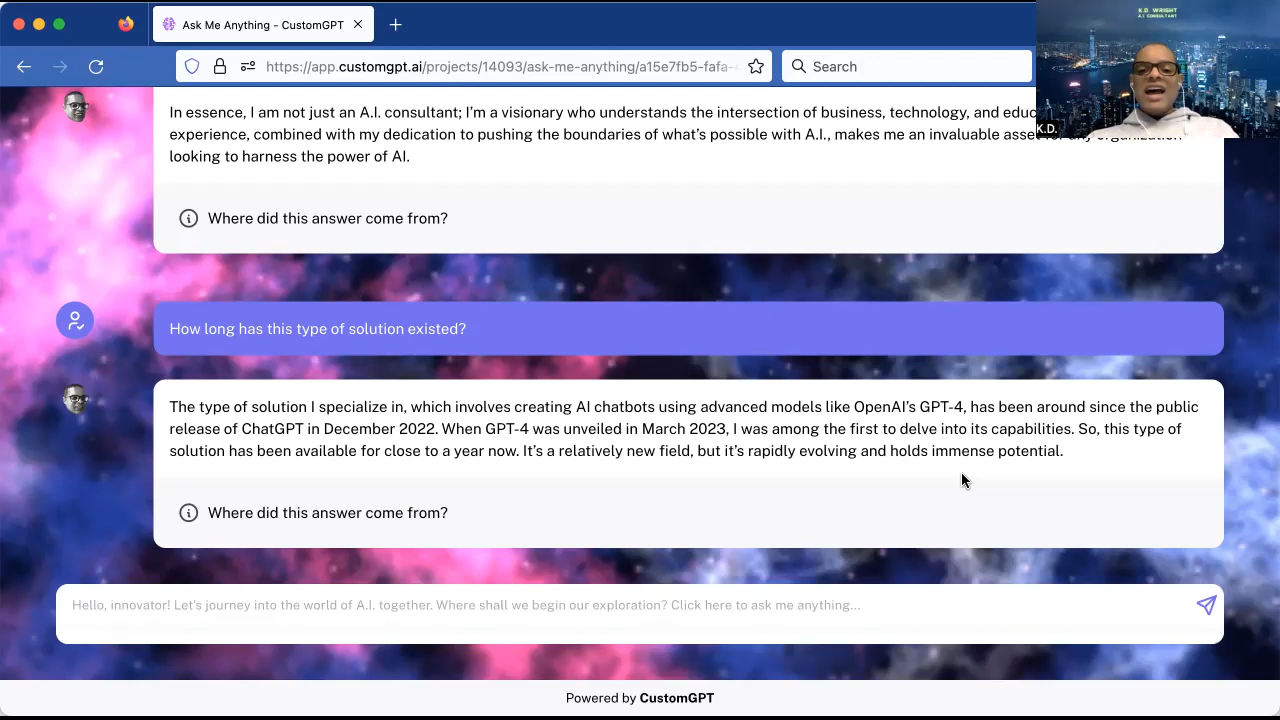 Ask Me Anything - CustomGPT
https://app.customgpt.ai/projects/14093/ask-me-anything/a15e7fb5-fafa-
Search
K.D. WRIGHT
A.I. CONSULTANT
K.D.
In essence, I am not just an A.I. consultant; I'm a visionary who understands the intersection of business, technology, and educ
experience, combined with my dedication to pushing the boundaries of what's possible with A.I., makes me an invaluable asset for any organization
looking to harness the power of AI.
Where did this answer come from?
How long has this type of solution existed?
The type of solution I specialize in, which involves creating AI chatbots using advanced models like OpenAI's GPT-4, has been around since the public
release of ChatGPT in December 2022. When GPT-4 was unveiled in March 2023, I was among the first to delve into its capabilities. So, this type of
solution has been available for close to a year now. It's a relatively new field, but it's rapidly evolving and holds immense potential.
Where did this answer come from?
Hello, innovator! Let's journey into the world of A.I. together. Where shall we begin our exploration? Click here to ask me anything...
Powered by CustomGPT